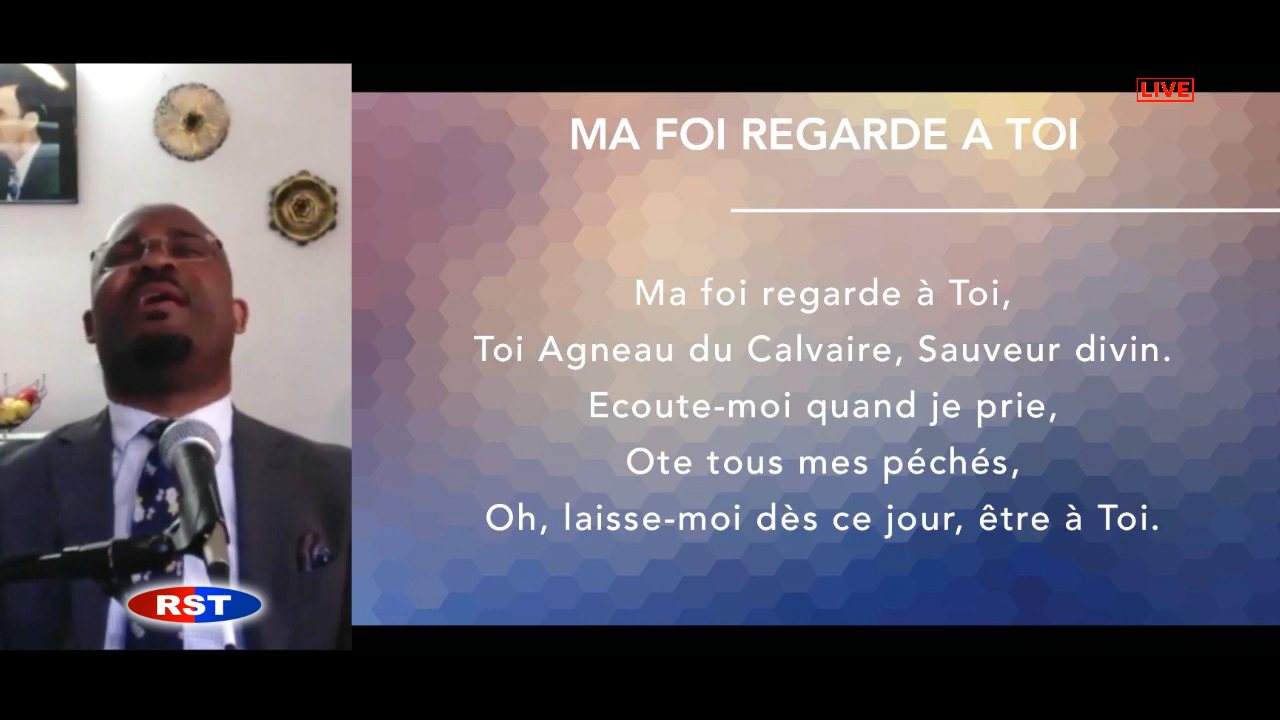 LIVE
MA FOI REGARDE A TOI
Ma foi regarde à Toi,
Toi Agneau du Calvaire, Sauveur divin.
Ecoute-moi quand je prie,
Ote tous mes péchés,
Oh, laisse-moi dès ce jour, être à Toi.
RST